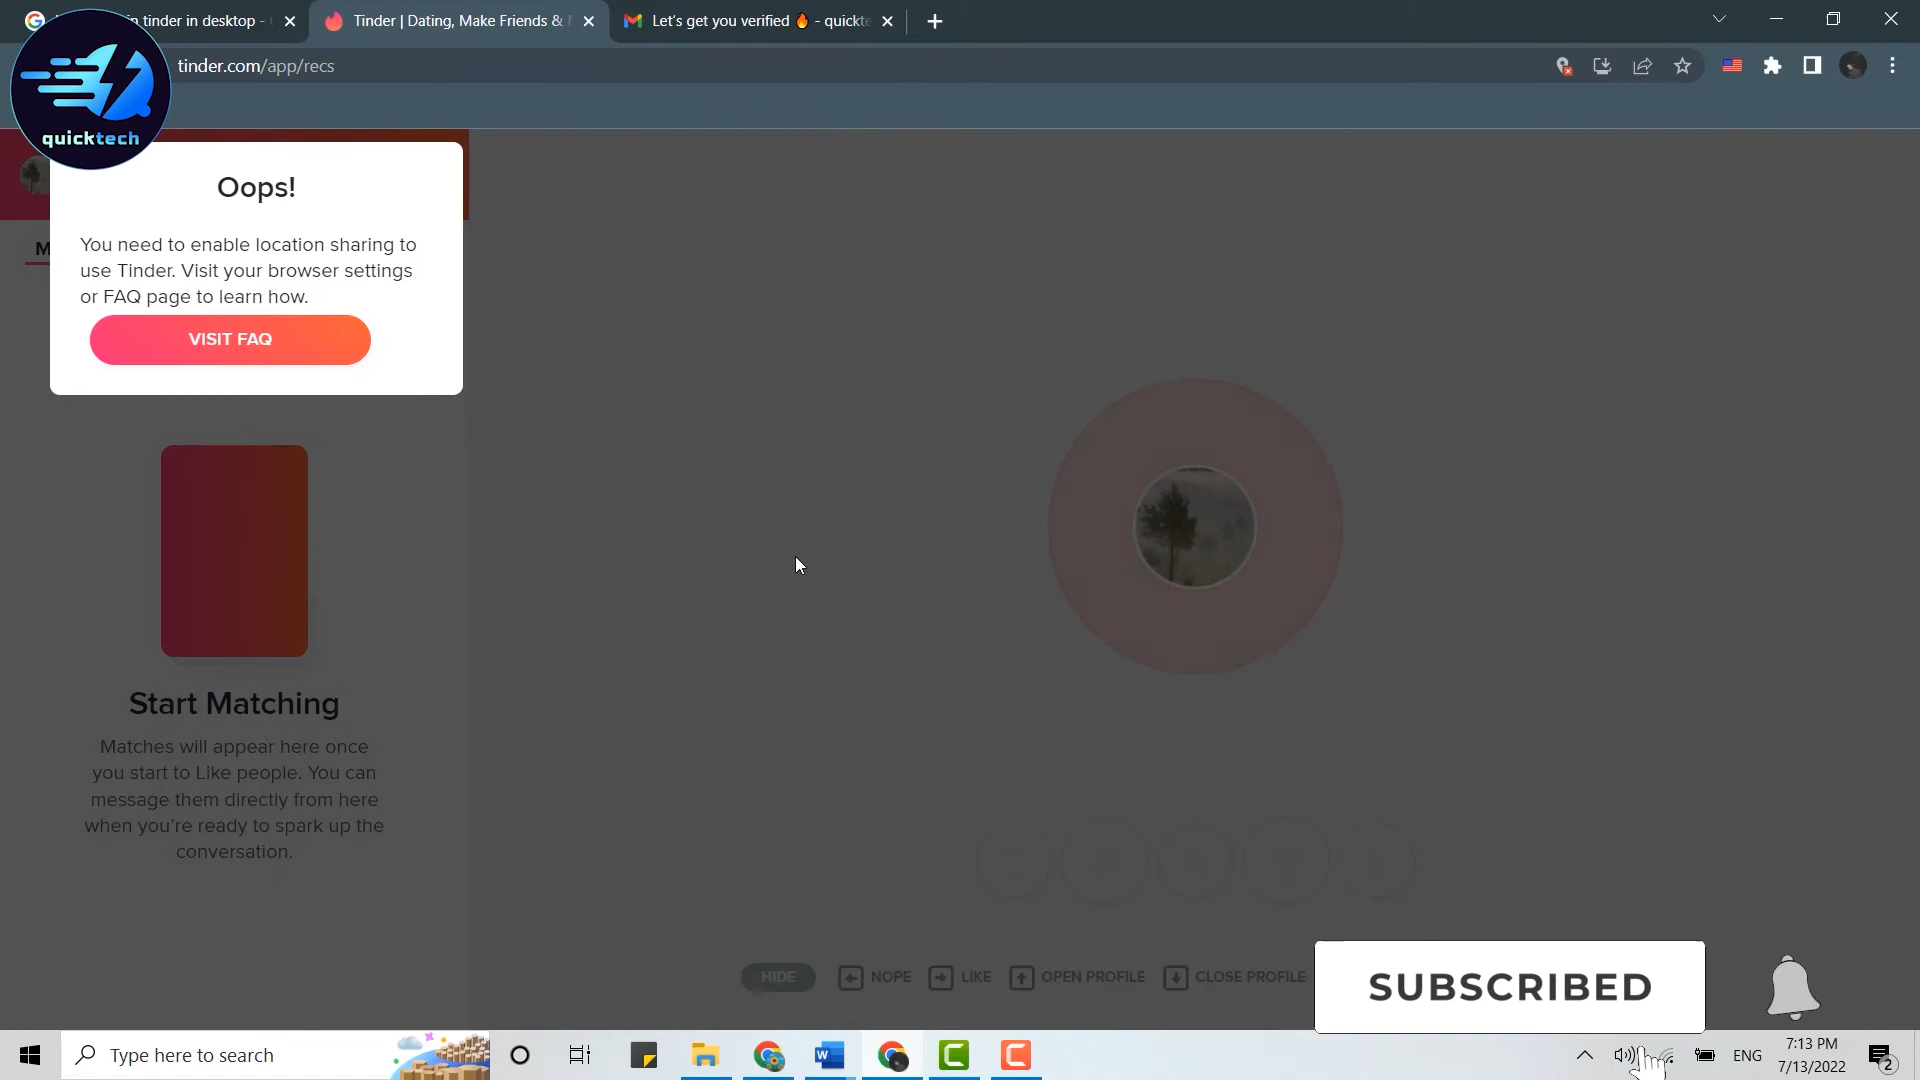 in tinder in desktop -
Tinder | Dating, Make Friends &
Let's get you verified 🔥 - quickte
tinder.com/app/recs
quicktech
Oops!
You need to enable location sharing to
use Tinder. Visit your browser settings
or FAQ page to learn how.
VISIT FAQ
Start Matching
Matches will appear here once
you start to Like people. You can
message them directly from here
when you're ready to spark up the
conversation.
HIDE NOPE LIKE OPEN PROFILE CLOSE PROFILE
SUBSCRIBED
Type here to search
ENG
7:13 PM
7/13/2022
2